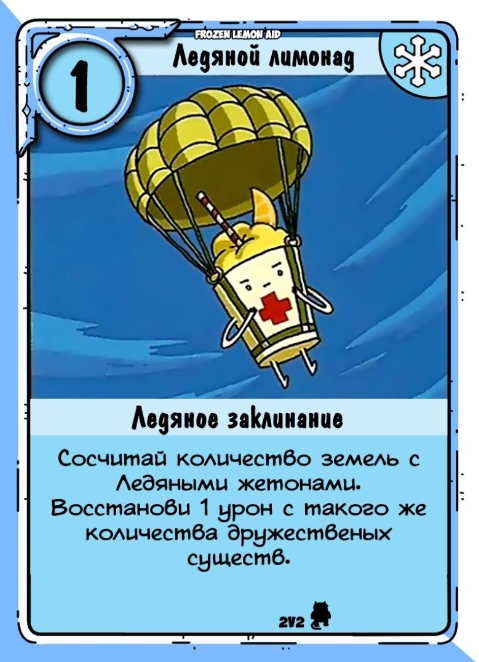 FROZEN LEMON AID
1
Ледяной лимонад
Ледяное заклинание
Сосчитай количество земель с
Ледяными жетонами.
Восстанови 1 урон с такого же
количества дружественых
существ.
2V2